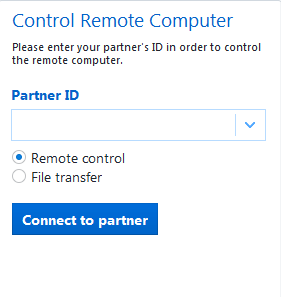 Control Remote Computer
Please enter your partner's ID in order to control
the remote computer.
Partner ID
Remote control
File transfer
Connect to partner